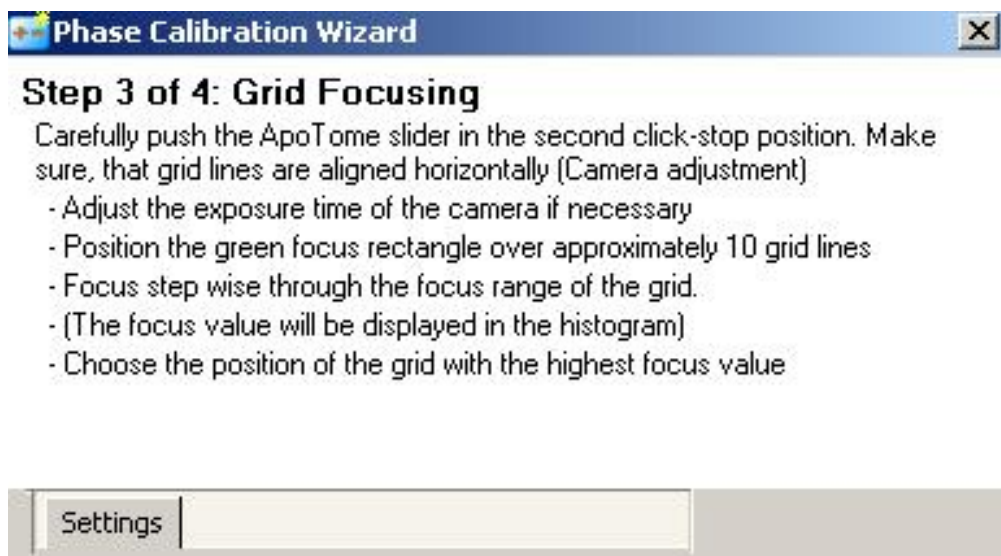 Phase Calibration Wizard
Step 3 of 4: Grid Focusing
Carefully push the ApoTome slider in the second click-stop position. Make
sure, that grid lines are aligned horizontally (Camera adjustment)
- Adjust the exposure time of the camera if necessary
- Position the green focus rectangle over approximately 10 grid lines
- Focus step wise through the focus range of the grid.
- (The focus value will be displayed in the histogram)
- Choose the position of the grid with the highest focus value
Settings